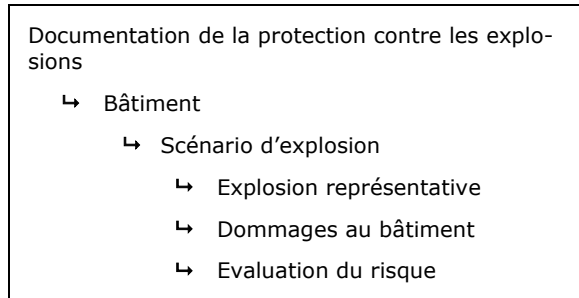 Documentation de la protection contre les explo-
sions
↳ Bâtiment
↳ Scénario d’explosion
↳ Explosion représentative
↳ Dommages au bâtiment
↳ Evaluation du risque